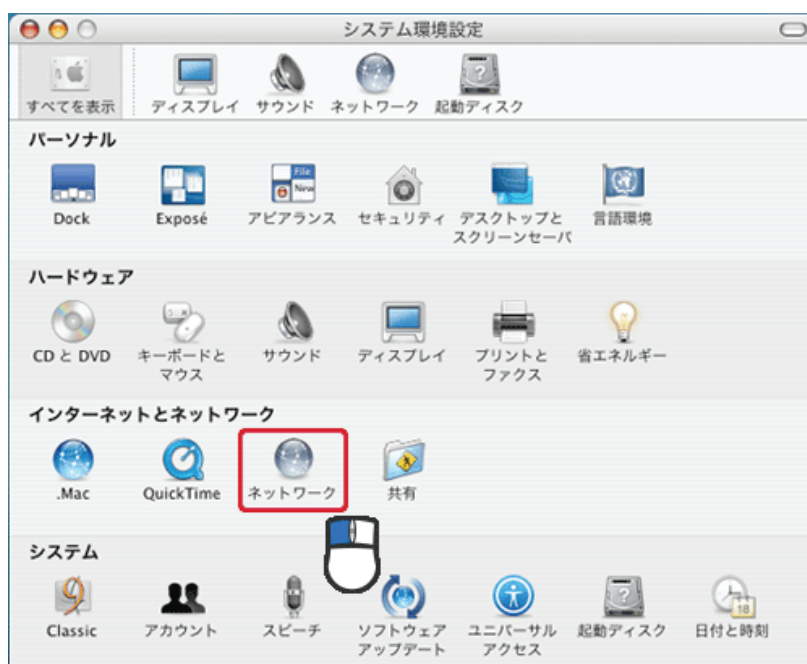 システム環境設定
すべてを表示 ディスプレイ サウンド ネットワーク 起動ディスク
パーソナル
Dock Exposé アピアランス セキュリティ デスクトップと 言語環境
スクリーンセーバ
ハードウェア
CD と DVD キーボードと サウンド ディスプレイ プリントと 省エネルギー
マウス ファクス
インターネットとネットワーク
.Mac QuickTime ネットワーク 共有
システム
Classic アカウント スピーチ ソフトウェア ユニバーサル 起動ディスク 日付と時刻
アップデート アクセス
File
New
18